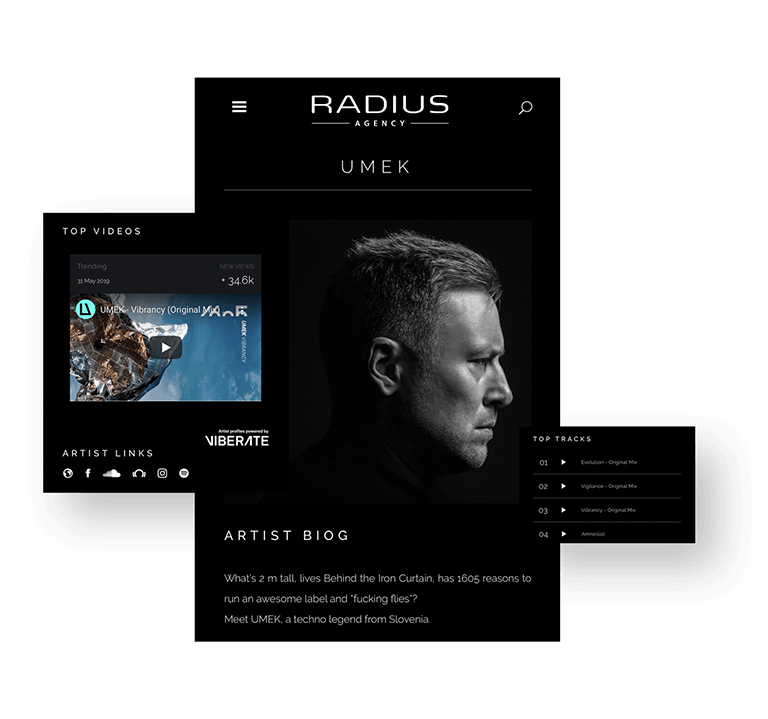 RADIUS
AGENCY
UMEK
TOP VIDEOS
Trending
NEW VIEWS
31 May 2019
+ 34.6k
UMEK - Vibrancy (Original Mix)
UMEK VIBRANCY
Artist profiles powered by
VIBERATE
ARTIST LINKS
TOP TRACKS
01 Evolution - Original Mix
02 Vigilance - Original Mix
03 Vibrancy - Original Mix
04 Amnesiac
ARTIST BIOG
What's 2 m tall, lives Behind the Iron Curtain, has 1605 reasons to
run an awesome label and "fucking flies"?
Meet UMEK, a techno legend from Slovenia.